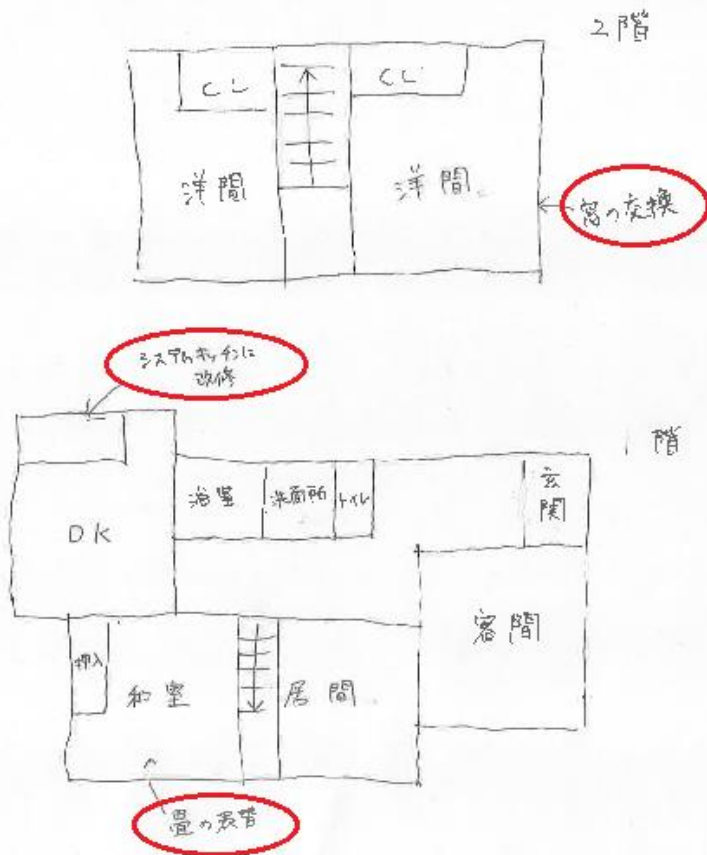 2階
CL
CL
洋間
洋間
窓の交換
システムキッチンに
改修
1階
浴室
洗面所
トイレ
玄
関
DK
客間
押入
和室
居間
畳の表替